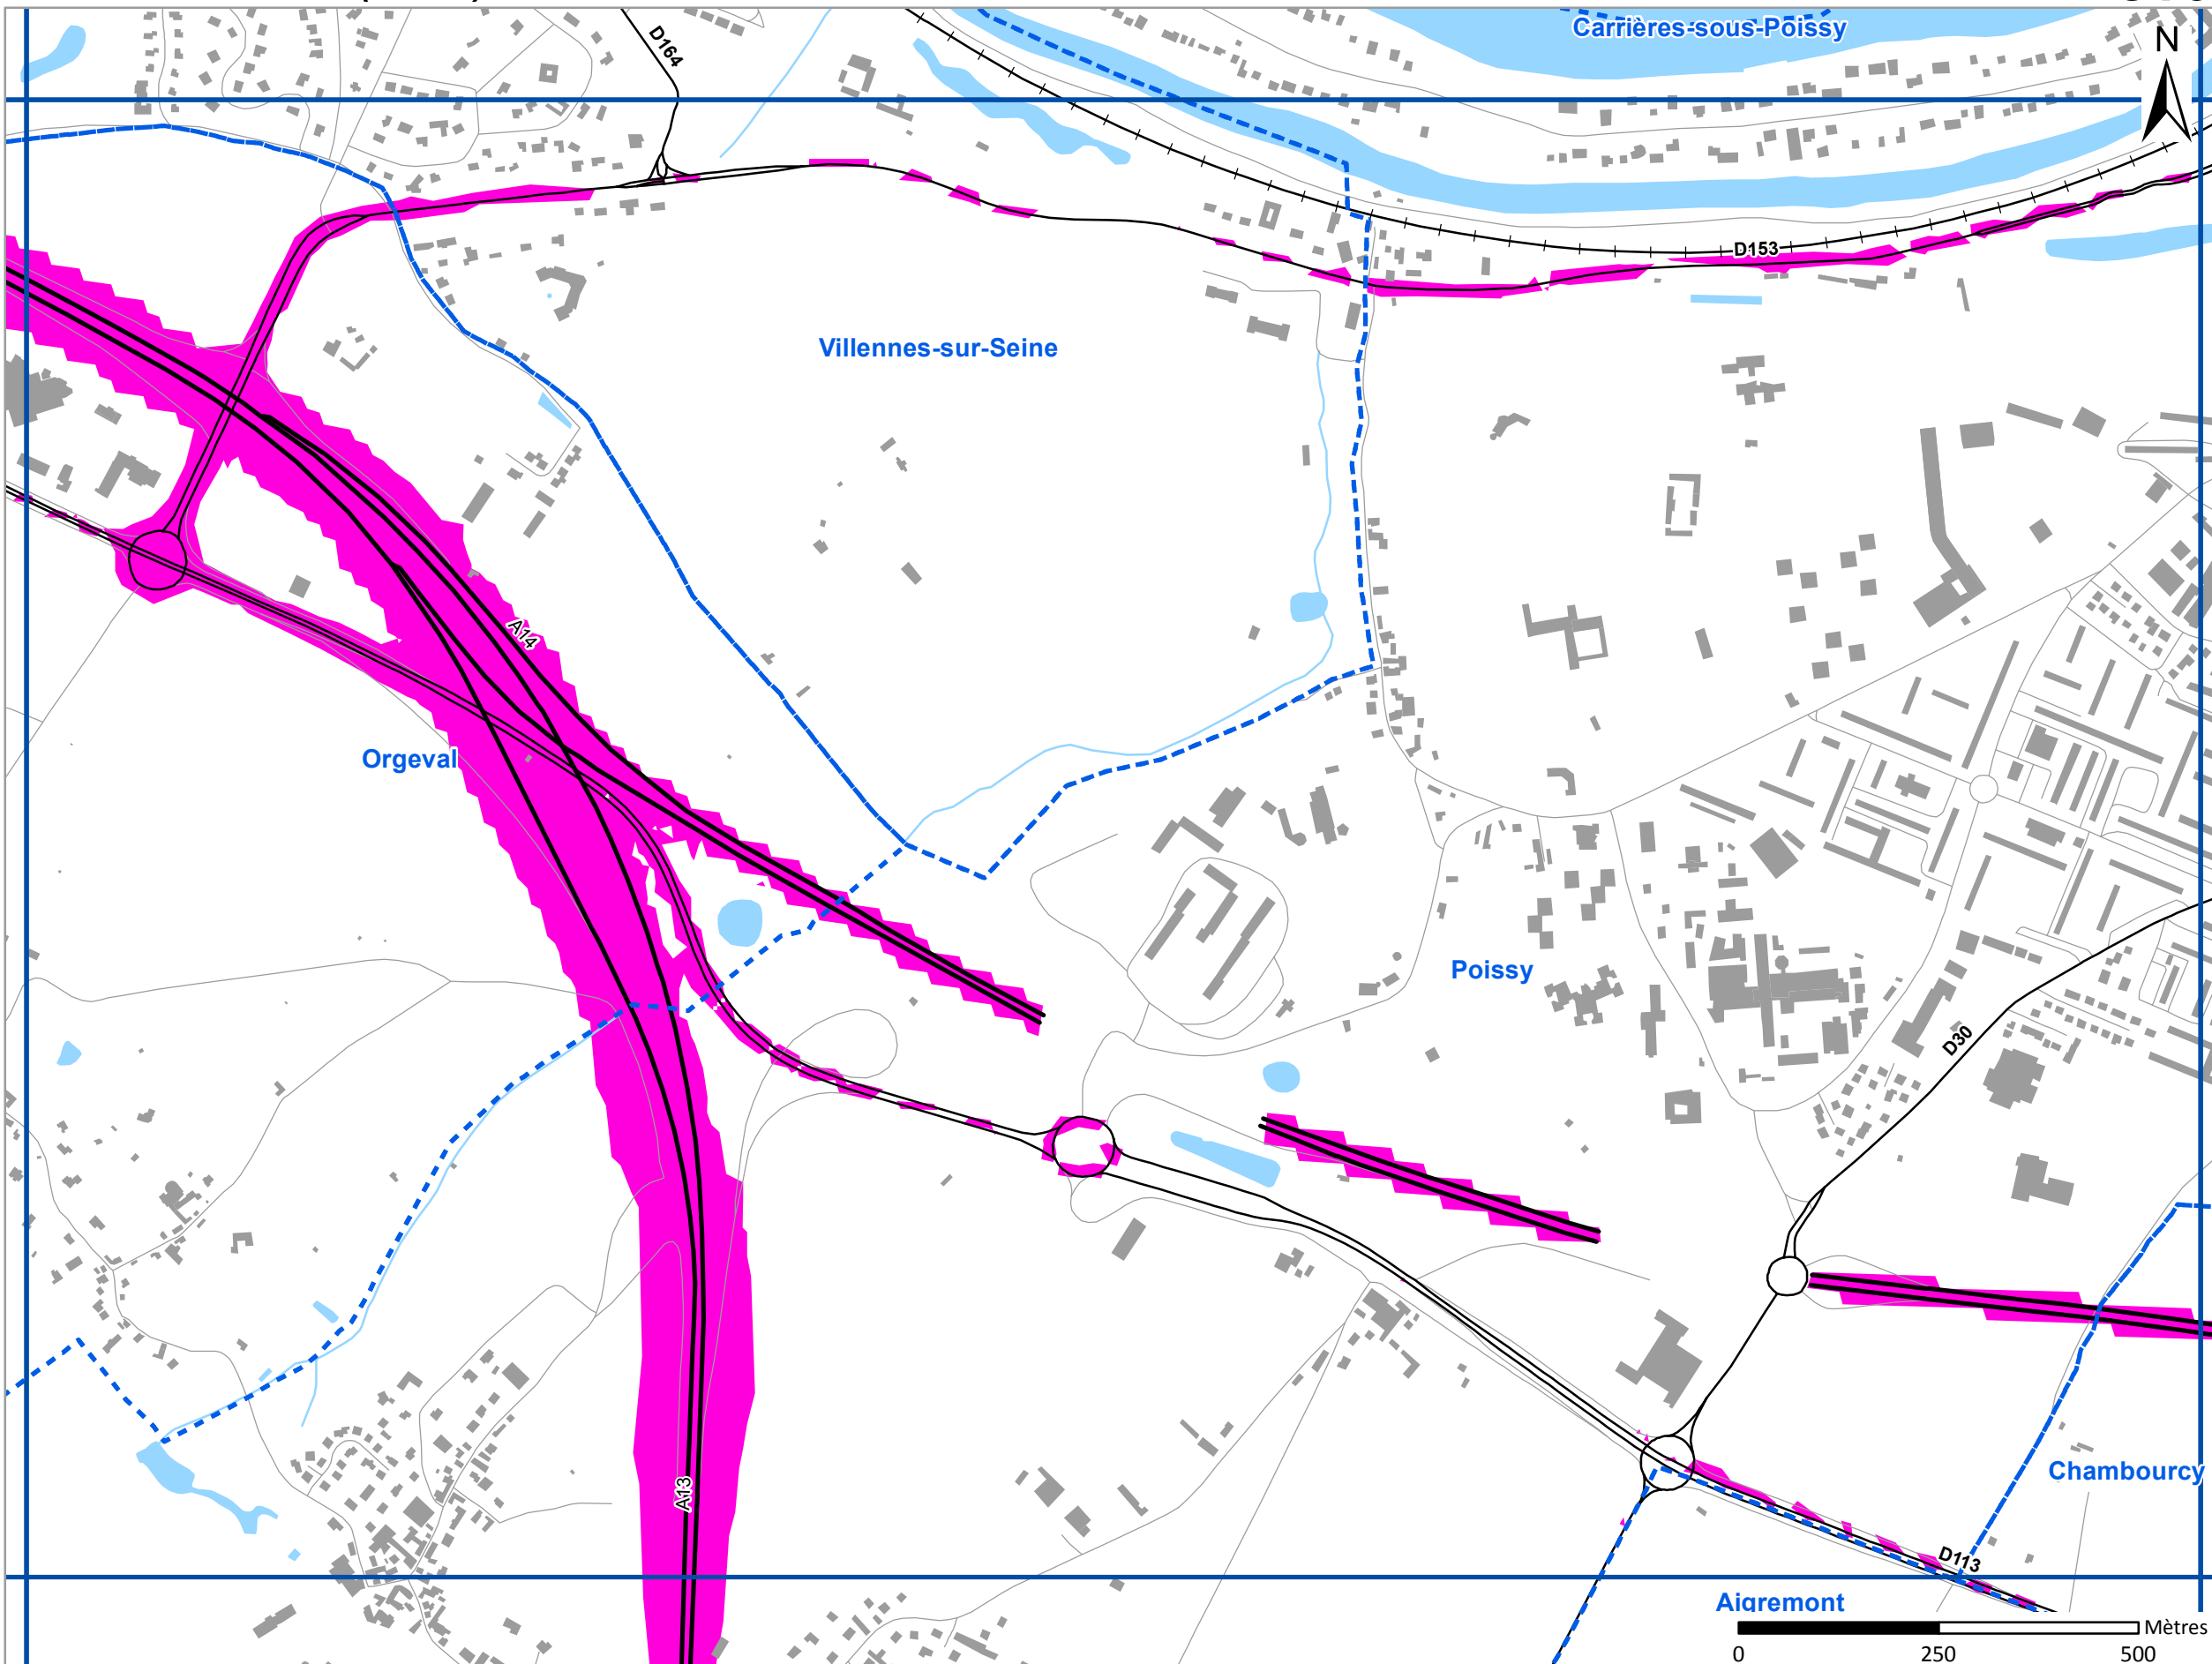 Carrières-sous-Poissy
N
D164
D153
Villennes-sur-Seine
A14
Orgeval
Poissy
D30
Chambourcy
A13
D113
Aigremont
Mètres
0 250 500